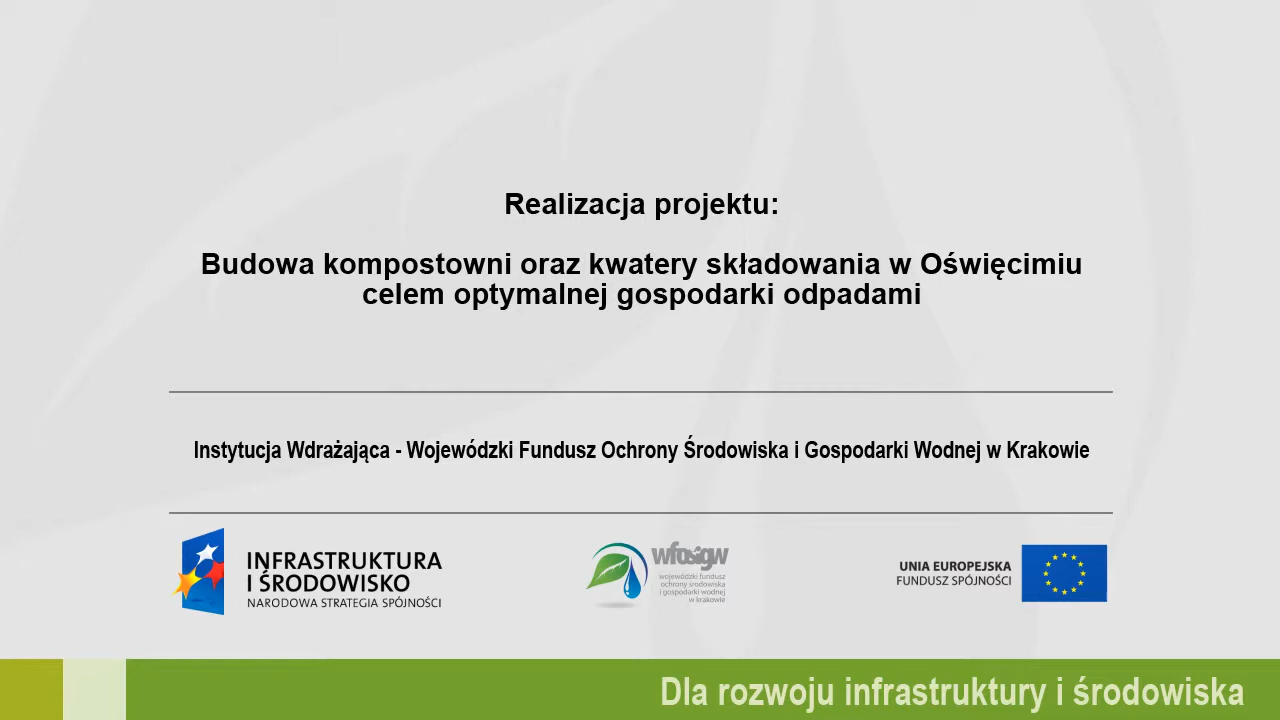 Realizacja projektu:
Budowa kompostowni oraz kwatery składowania w Oświęcimiu
celem optymalnej gospodarki odpadami
Instytucja Wdrażająca - Wojewódzki Fundusz Ochrony Środowiska i Gospodarki Wodnej w Krakowie
INFRASTRUKTURA
I ŚRODOWISKO
NARODOWA STRATEGIA SPÓJNOŚCI
wfośigw
wojewódzki fundusz
ochrony środowiska
i gospodarki wodnej
w krakowie
UNIA EUROPEJSKA
FUNDUSZ SPÓJNOŚCI
Dla rozwoju infrastruktury i środowiska